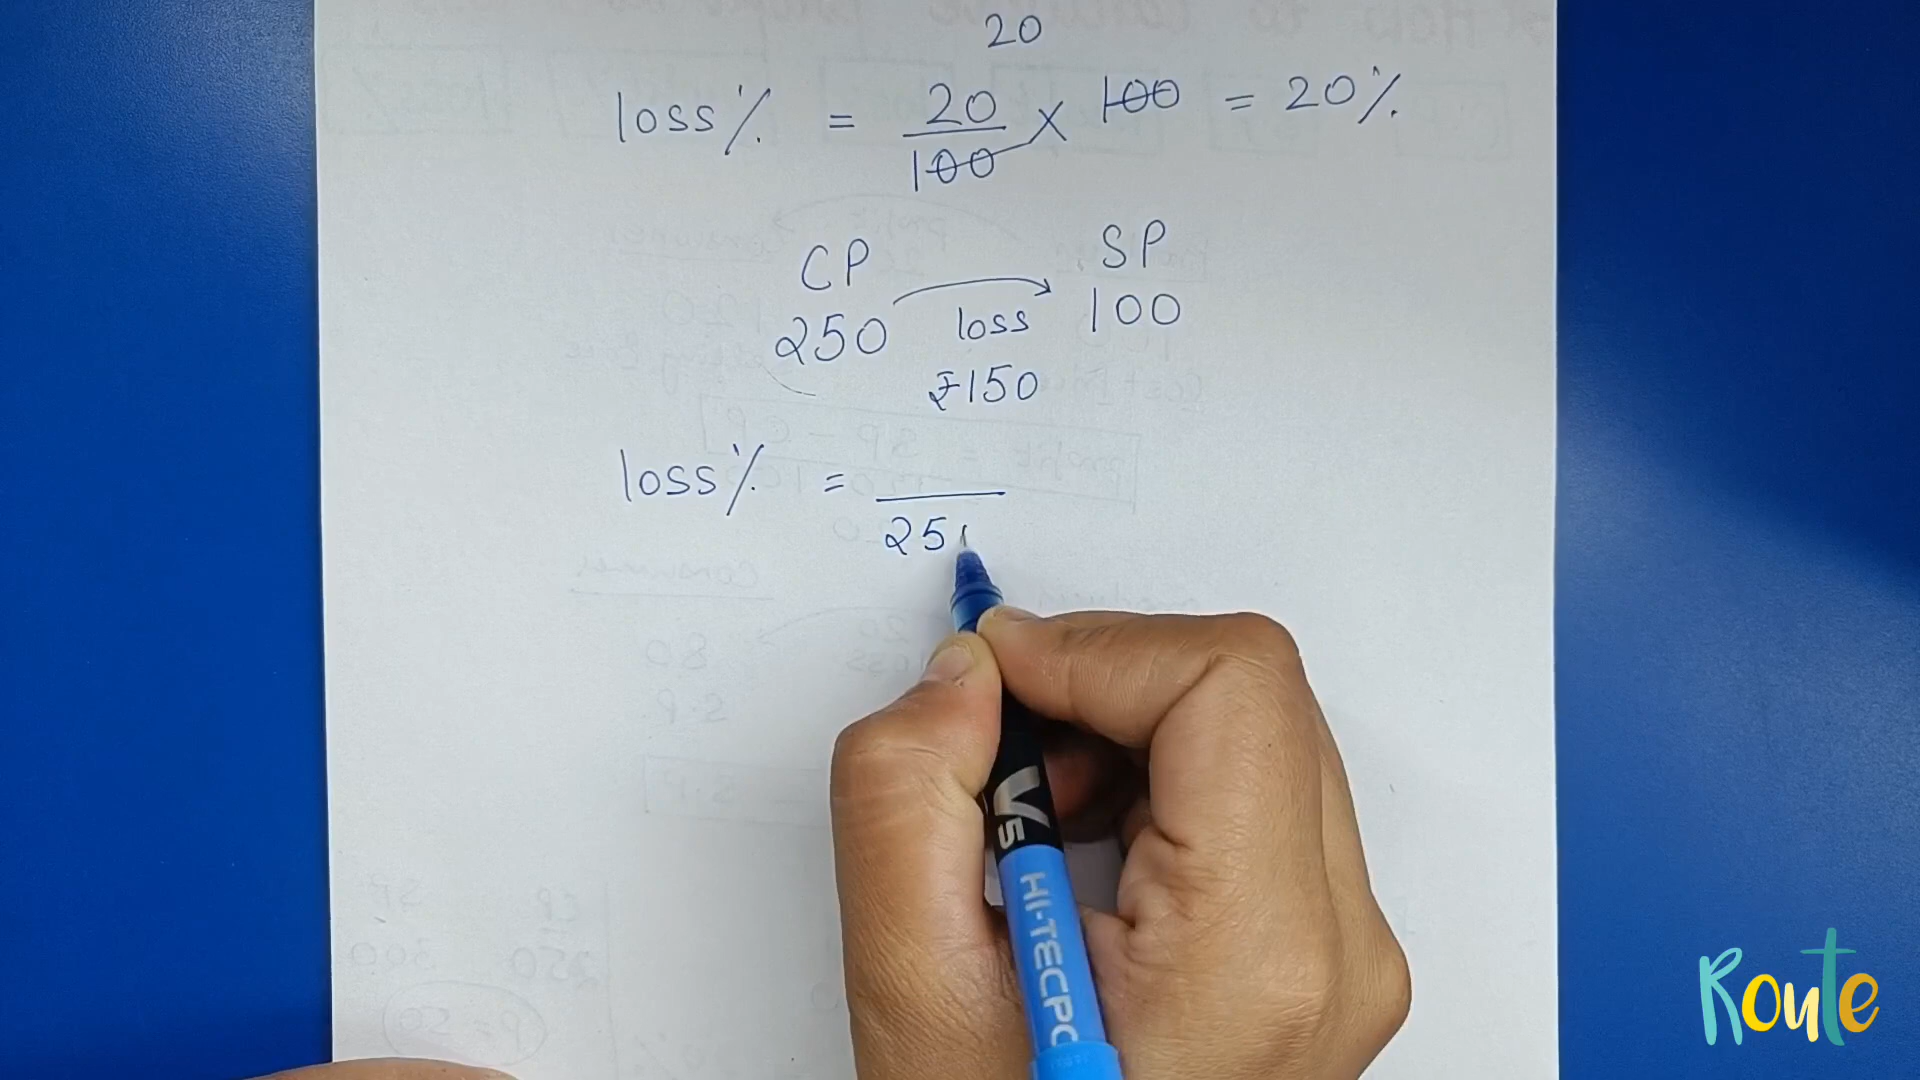 20
loss % = 20/100 × 100 = 20%
CP SP
250 loss 100
₹150
loss % =
25
V5
HI-TECPO
Route